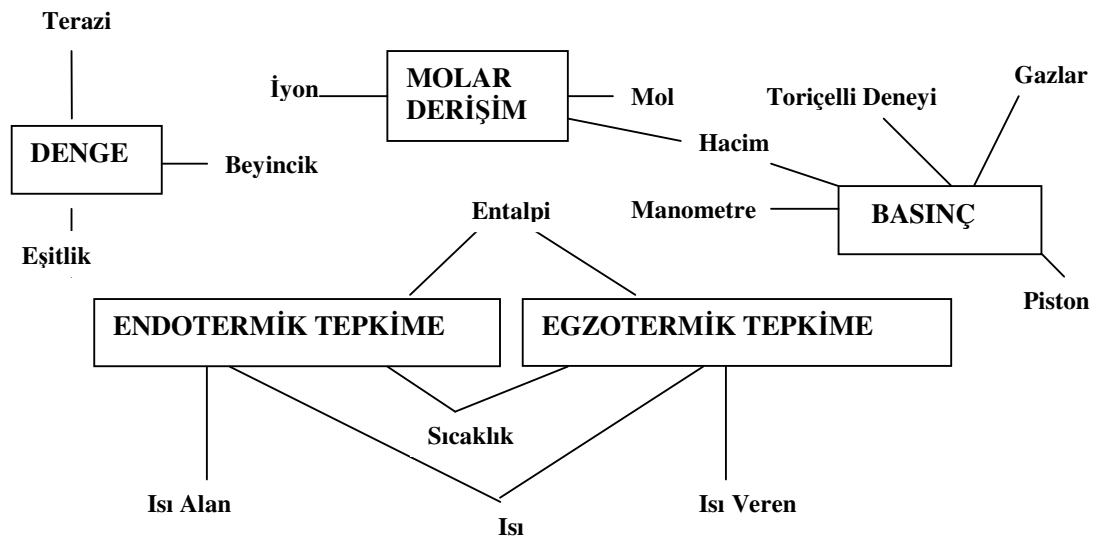 Terazi
İyon
MOLAR
DERİŞİM
Mol
Toriçelli Deneyi
Gazlar
DENGE
Beyincik
Hacim
Eşitlik
Entalpi
Manometre
BASINÇ
Piston
ENDOTERMİK TEPKİME
EGZOTERMİK TEPKİME
Sıcaklık
Isı Alan
Isı
Isı Veren